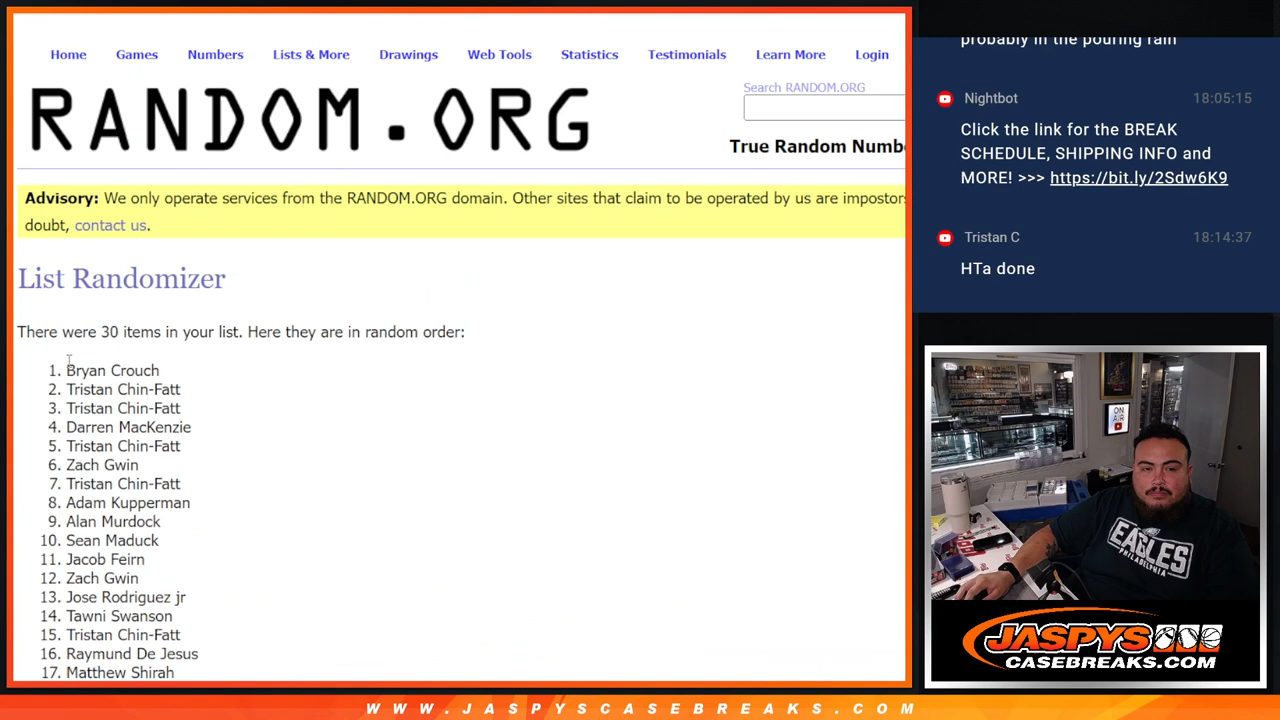 Home Games Numbers Lists & More Drawings Web Tools Statistics Testimonials Learn More Login
RANDOM.ORG
Search RANDOM.ORG
True Random Numb
Advisory: We only operate services from the RANDOM.ORG domain. Other sites that claim to be operated by us are impostors
doubt, contact us.
List Randomizer
There were 30 items in your list. Here they are in random order:
1. Bryan Crouch
2. Tristan Chin-Fatt
3. Tristan Chin-Fatt
4. Darren MacKenzie
5. Tristan Chin-Fatt
6. Zach Gwin
7. Tristan Chin-Fatt
8. Adam Kupperman
9. Alan Murdock
10. Sean Maduck
11. Jacob Feirn
12. Zach Gwin
13. Jose Rodriguez jr
14. Tawni Swanson
15. Tristan Chin-Fatt
16. Raymund De Jesus
17. Matthew Shirah
probably in the pouring rain
Nightbot 18:05:15
Click the link for the BREAK
SCHEDULE, SHIPPING INFO and
MORE! >>> https://bit.ly/2Sdw6K9
Tristan C 18:14:37
HTa done
ON
AIR
EAGLES
PHILADELPHIA
JASPYS
CASEBREAKS.COM
WWW.JASPYSCASEBREAKS.COM